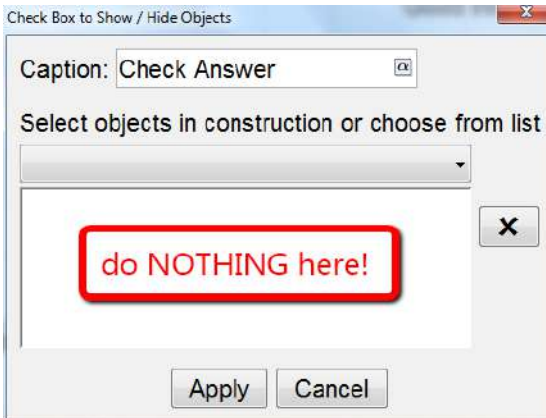 Check Box to Show / Hide Objects
x
Caption: Check Answer α
Select objects in construction or choose from list
do NOTHING here!
X
Apply Cancel